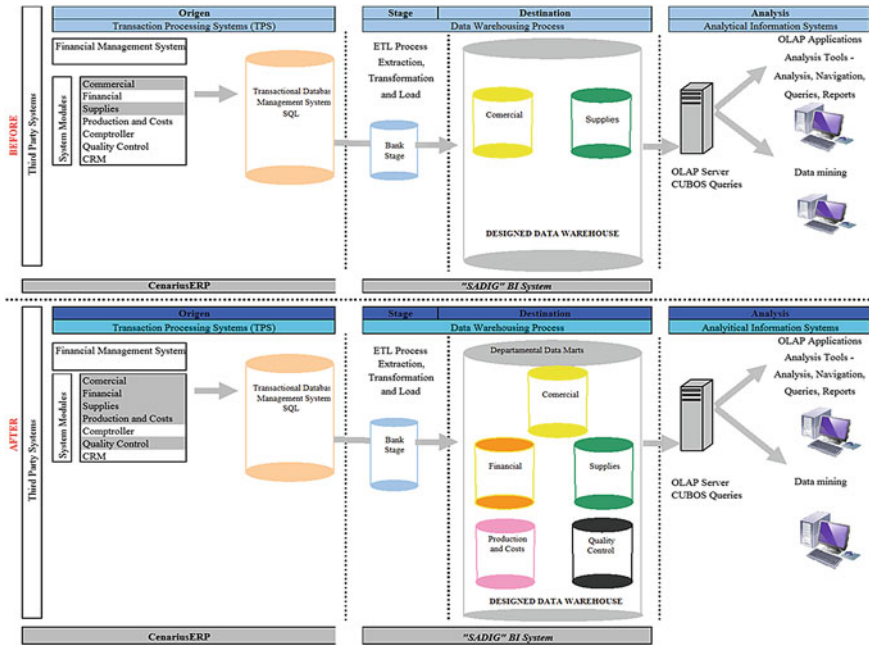 Origen
Stage
Destination
Analysis
Transaction Processing Systems (TPS)
Data Warehousing Process
Analytical Information Systems
BEFORE
Third Party Systems
Financial Management System
System Modules
Commercial
Financial
Supplies
Production and Costs
Comptroller
Quality Control
CRM
Transactional Databas
Management System
SQL
ETL Process
Extraction,
Transformation
and Load
Bank
Stage
Comercial
Supplies
DESIGNED DATA WAREHOUSE
OLAP Server
CUBOS Queries
OLAP Applications
Analysis Tools -
Analysis, Navigation,
Queries, Reports
Data mining
CenariusERP
"SADIG" BI System
Origen
Stage
Destination
Analysis
Transaction Processing Systems (TPS)
Data Warehousing Process
Analyitical Information Systems
AFTER
Third Party Systems
Financial Management System
System Modules
Comercial
Financial
Supplies
Production and Costs
Comptroller
Quality Control
CRM
Transactional Databas
Management System
SQL
ETL Process
Extraction,
Transformation
and Load
Bank
Stage
Departamental Data Marts
Comercial
Financial
Supplies
Production
and Costs
Quality
Control
DESIGNED DATA WAREHOUSE
OLAP Server
CUBOS Queries
OLAP Applications
Analysis Tools -
Analysis, Navigation,
Queries, Reports
Data mining
CenariusERP
"SADIG" BI System